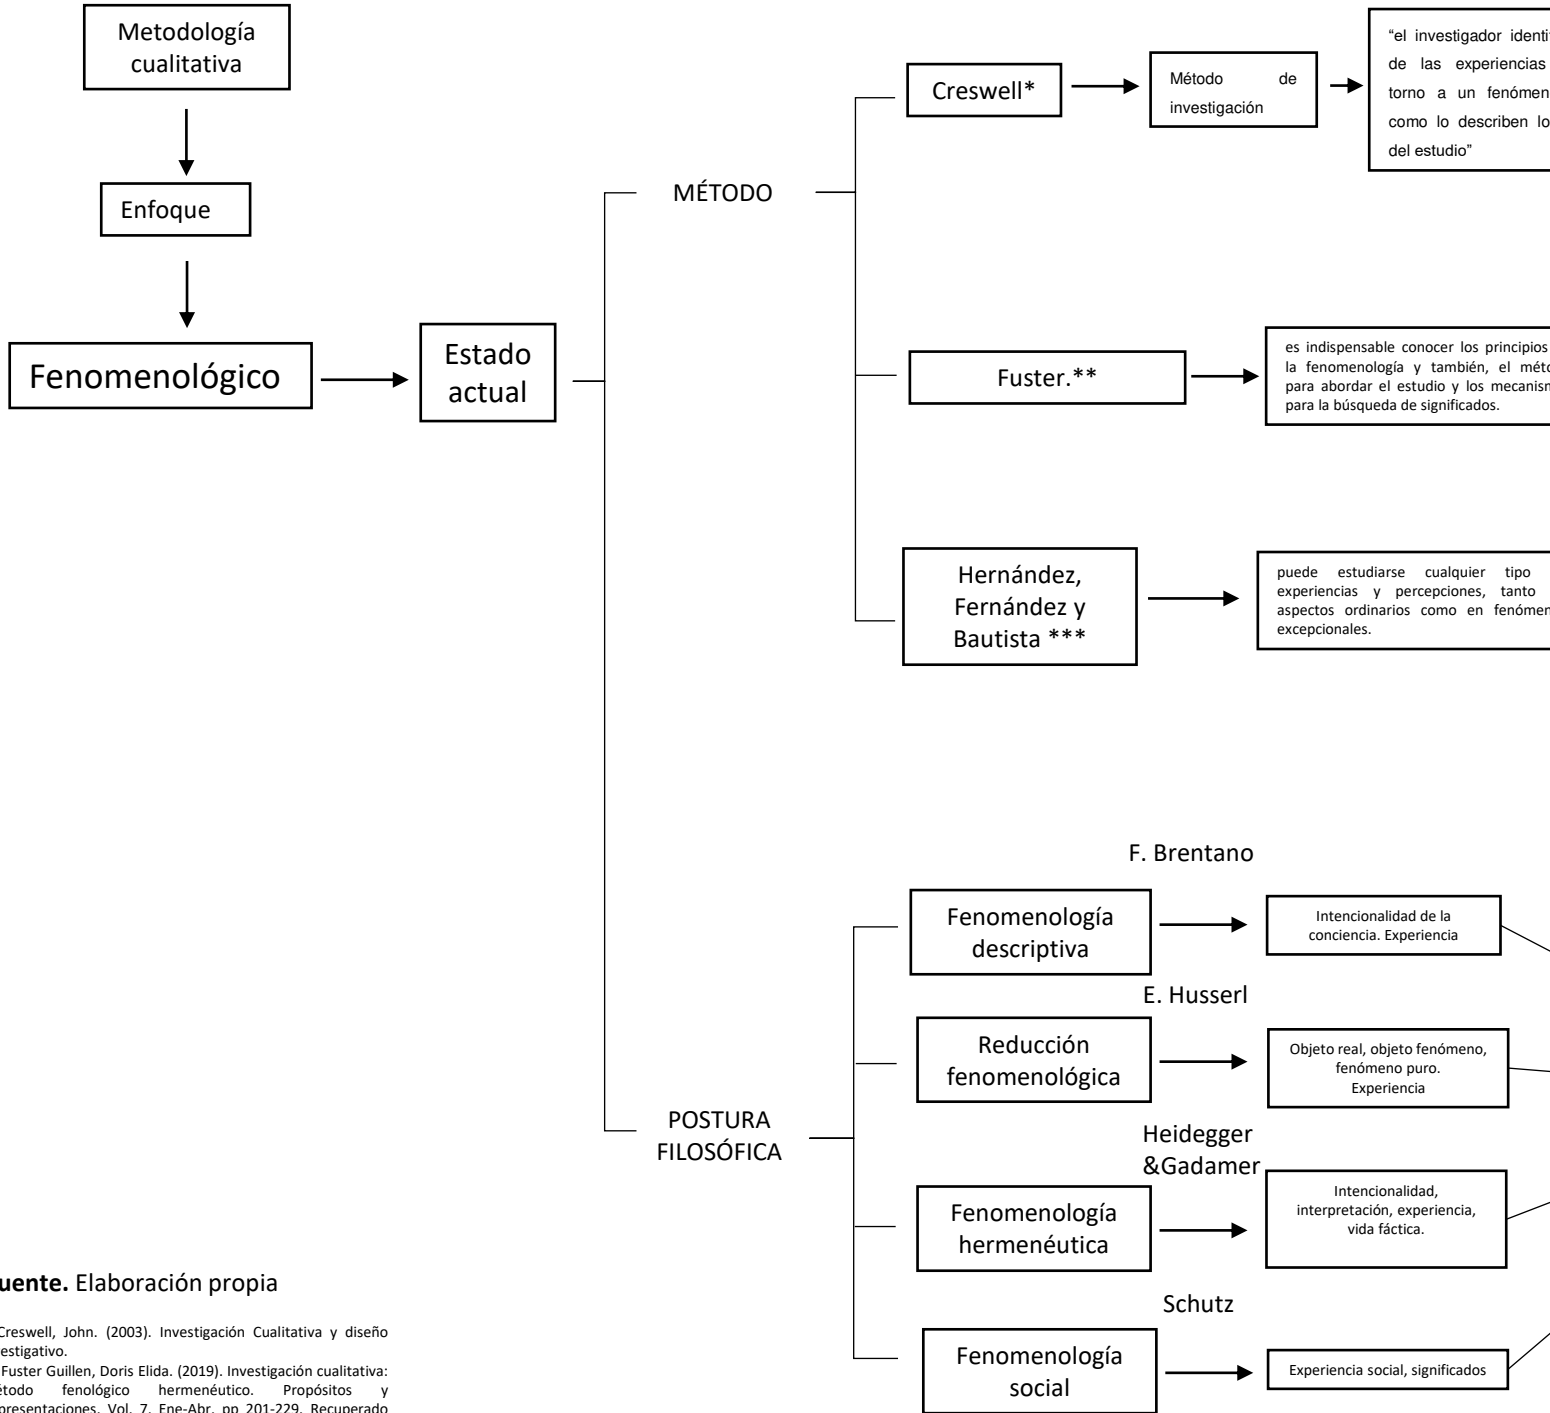 Metodología
cualitativa
Enfoque
Fenomenológico
Estado
actual
MÉTODO
Creswell*
Método de
investigación
“el investigador
de las experiencias
torno a un
como lo describen
del estudio”
Fuster.**
es indispensable conocer los principios
la fenomenología y también, el
para abordar el estudio y los
para la búsqueda de significados.
Hernández,
Fernández y
Bautista ***
puede estudiarse cualquier tipo
experiencias y percepciones, tanto
aspectos ordinarios como en
excepcionales.
POSTURA
FILOSÓFICA
F. Brentano
Fenomenología
descriptiva
Intencionalidad de la
conciencia. Experiencia
E. Husserl
Reducción
fenomenológica
Objeto real, objeto fenómeno,
fenómeno puro.
Experiencia
Heidegger
&Gadamer
Fenomenología
hermenéutica
Intencionalidad,
interpretación, experiencia,
vida fáctica.
Schutz
Fenomenología
social
Experiencia social, significados
uente. Elaboración propia
Creswell, John. (2003). Investigación Cualitativa y diseño
estigativo.
Fuster Guillen, Doris Elida. (2019). Investigación cualitativa:
étodo fenológico hermenéutico. Propósitos y
presentaciones. Vol. 7, Ene-Abr. pp 201-229. Recuperado